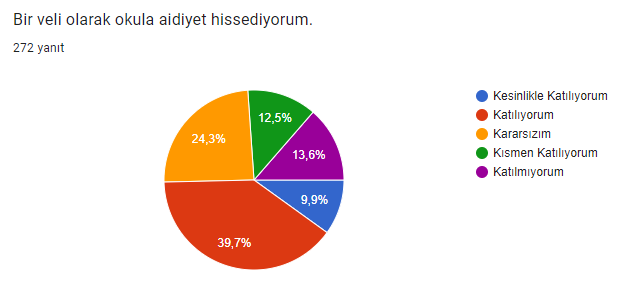 Bir veli olarak okula aidiyet hissediyorum.
272 yanıt
12,5%
24,3%
13,6%
9,9%
39,7%
Kesinlikle Katılıyorum
Katılıyorum
Kararsızım
Kısmen Katılıyorum
Katılmıyorum